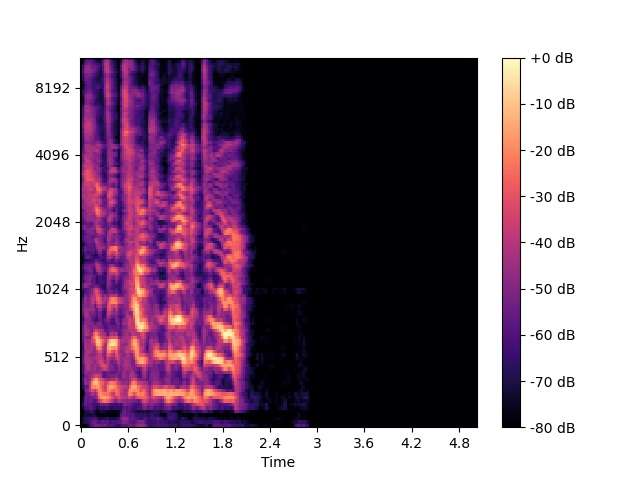 +0 dB
8192
-10 dB
4096
-20 dB
-30 dB
2048
Hz
-40 dB
1024
-50 dB
-60 dB
512
-70 dB
0
-80 dB
0 0.6 1.2 1.8 2.4 3 3.6 4.2 4.8
Time